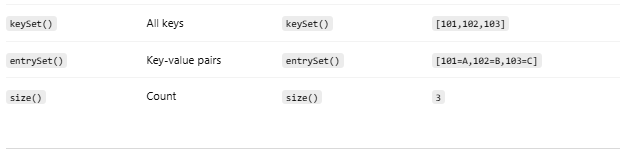 keySet() All keys keySet() [101,102,103]
entrySet() Key-value pairs entrySet() [101=A,102=B,103=C]
size() Count size() 3